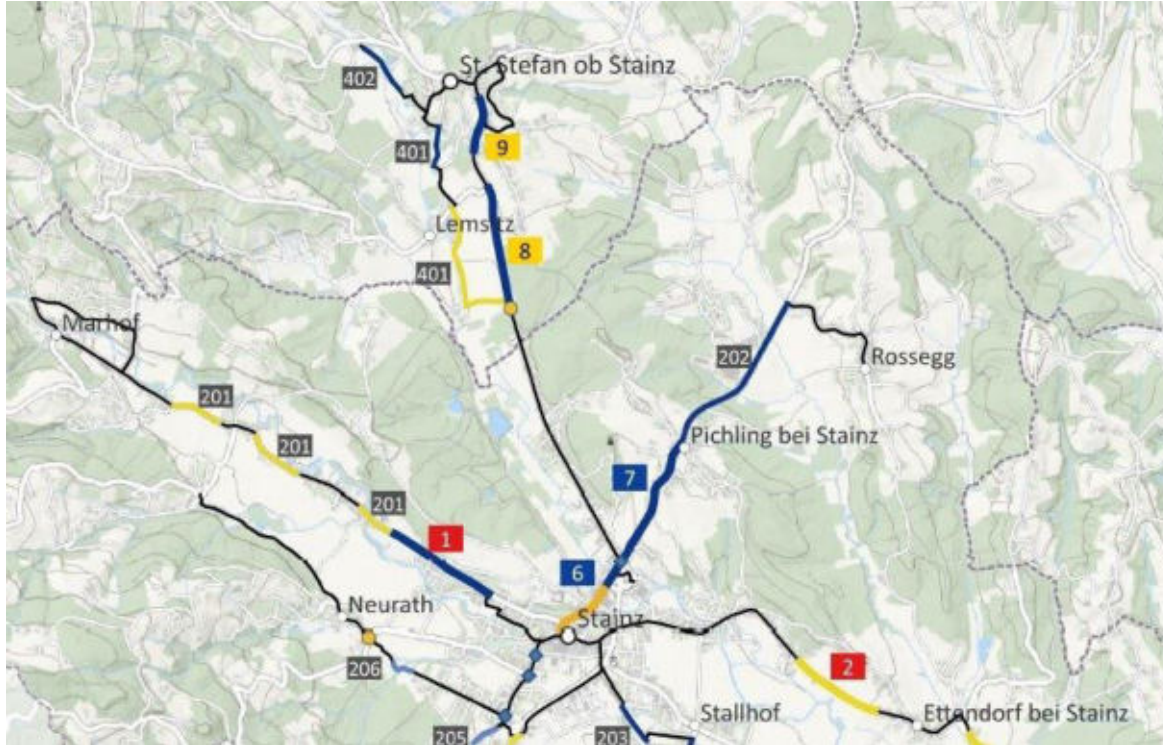 St. Stefan ob Stainz
402
401
9
Lemsitz
8
401
Marhof
202
Rossegg
201
Pichling bei Stainz
201
7
201
1
6
Neurath
Stainz
206
2
Stallhof
Ettendorf bei Stainz
205
203